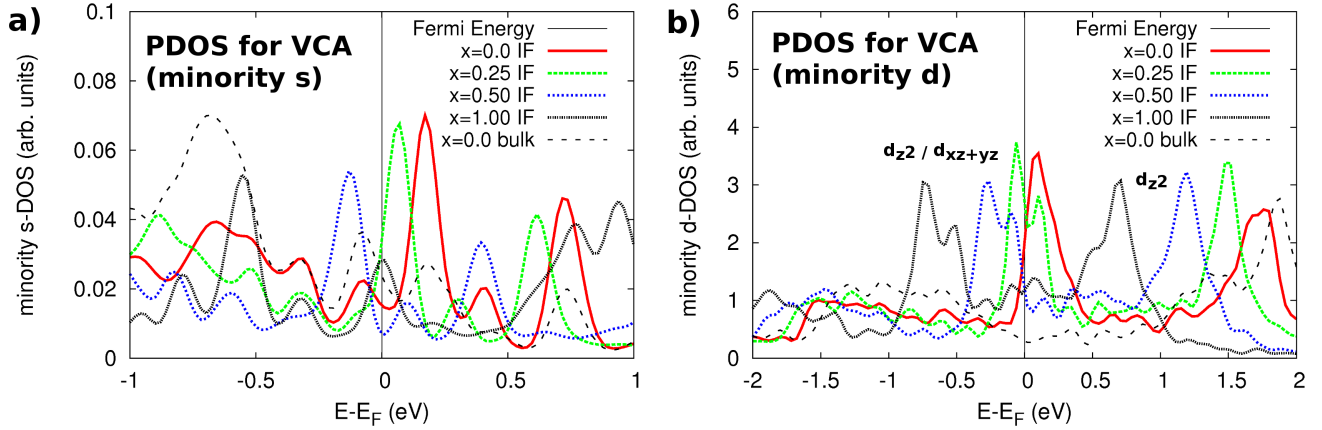 a)
PDOS for VCA
(minority s)
Fermi Energy
x=0.0 IF
x=0.25 IF
x=0.50 IF
x=1.00 IF
x=0.0 bulk
minority s-DOS (arb. units)
0.1
0.08
0.06
0.04
0.02
0
-1
-0.5
0
0.5
1
E-EF (eV)
b)
PDOS for VCA
(minority d)
Fermi Energy
x=0.0 IF
x=0.25 IF
x=0.50 IF
x=1.00 IF
x=0.0 bulk
dz2 / dxz+yz
dz2
minority d-DOS (arb. units)
6
5
4
3
2
1
0
-2
-1.5
-1
-0.5
0
0.5
1
1.5
2
E-EF (eV)